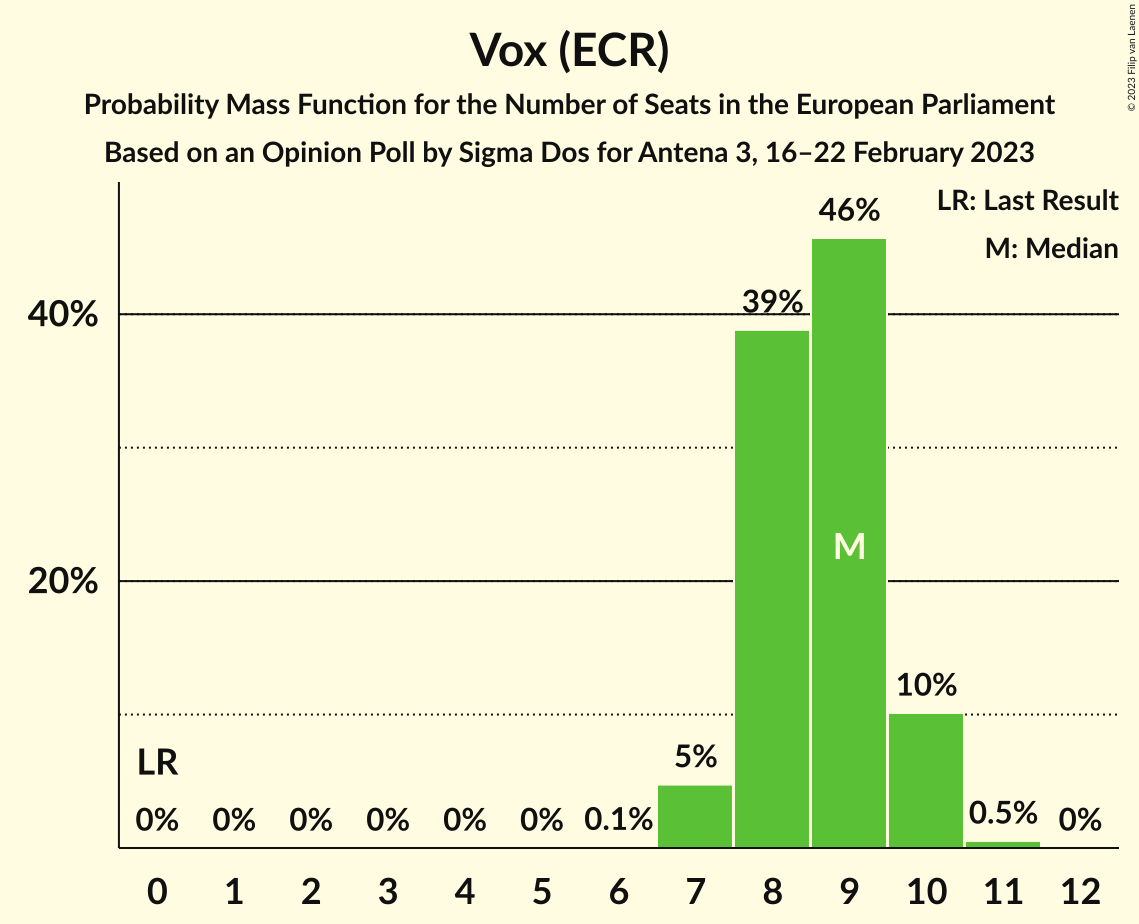 Vox (ECR)
Probability Mass Function for the Number of Seats in the European Parliament
Based on an Opinion Poll by Sigma Dos for Antena 3, 16–22 February 2023
© 2023 Filip van Laenen
LR: Last Result
M: Median
46%
39%
40%
M
20%
10%
5%
LR
0% 0% 0% 0% 0% 0% 0.1% 0.5% 0%
0 1 2 3 4 5 6 7 8 9 10 11 12